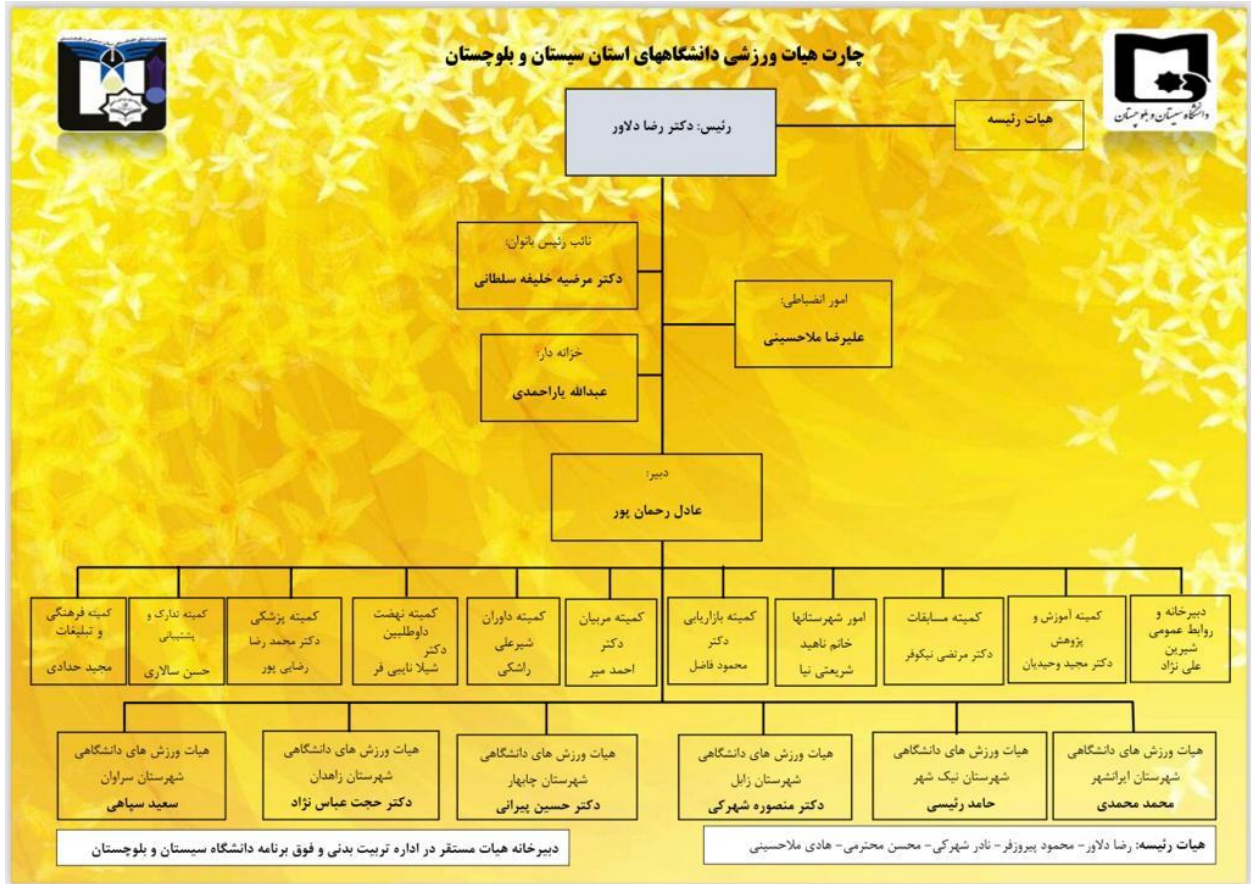 چارت هیات ورزشی دانشگاههای استان سیستان و بلوچستان
دانشگاه سیستان و بلوچستان
رئیس: دکتر رضا دلاور
هیات رئیسه
نائب رئیس بانوان:
دکتر مرضیه خلیفه سلطانی
امور انضباطی:
علیرضا ملاحسینی
خزانه دار:
عبدالله یاراحمدی
دبیر:
عادل رحمان پور
دبیرخانه و
روابط عمومی
شیرین
علی نژاد
کمیته آموزش و
پژوهش
دکتر مجید وحیدیان
کمیته مسابقات
دکتر مرتضی نیکوفر
امور شهرستانها
خانم ناهید
شریعتی نیا
کمیته بازاریابی
دکتر
محمود فاضل
کمیته مربیان
دکتر
احمد میر
کمیته داوران
شیرعلی
راشکی
کمیته نهضت
داوطلبین
دکتر
شیلا نایبی فر
کمیته پزشکی
دکتر محمد رضا
رضایی پور
کمیته تدارک و
پشتیبانی
حسن سالاری
کمیته فرهنگی
و تبلیغات
مجید حدادی
هیات ورزش های دانشگاهی
شهرستان ایرانشهر
محمد محمدی
هیات ورزش های دانشگاهی
شهرستان نیک شهر
حامد رئیسی
هیات ورزش های دانشگاهی
شهرستان زابل
دکتر منصوره شهرکی
هیات ورزش های دانشگاهی
شهرستان چابهار
دکتر حسین پیرانی
هیات ورزش های دانشگاهی
شهرستان زاهدان
دکتر حجت عباس نژاد
هیات ورزش های دانشگاهی
شهرستان سراوان
سعید سپاهی
هیات رئیسه: رضا دلاور- محمود پیروزفر- نادر شهرکی- محسن محترمی- هادی ملاحسینی
دبیرخانه هیات مستقر در اداره تربیت بدنی و فوق برنامه دانشگاه سیستان و بلوچستان